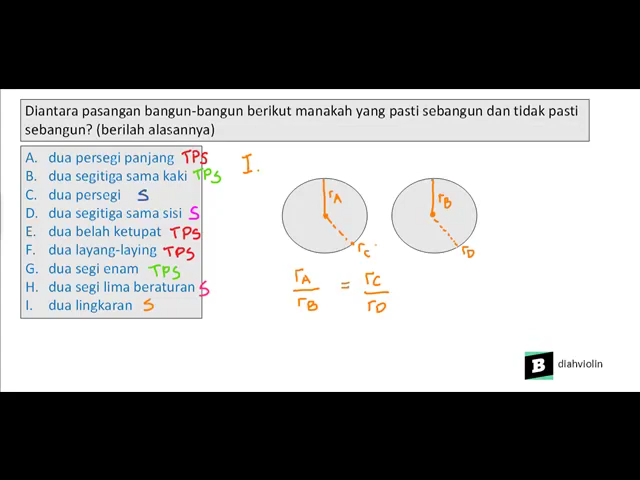 Diantara pasangan bangun-bangun berikut manakah yang pasti sebangun dan tidak pasti
sebangun? (berilah alasannya)
A. dua persegi panjang TPS
B. dua segitiga sama kaki TPS
C. dua persegi S
D. dua segitiga sama sisi S
E. dua belah ketupat TPS
F. dua layang-laying TPS
G. dua segi enam TPS
H. dua segi lima beraturan S
I. dua lingkaran S
I.
rA
rC
rB
rD
rA/rB = rC/rD
B diahviolin